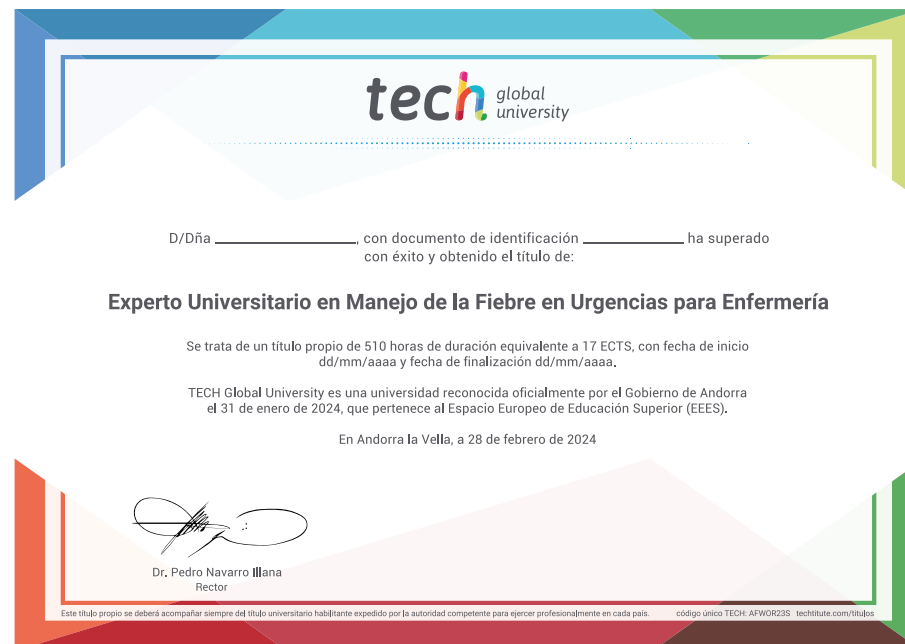 tech global
university
D/Dña ____________, con documento de identificación ____________ ha superado
con éxito y obtenido el título de:
Experto Universitario en Manejo de la Fiebre en Urgencias para Enfermería
Se trata de un título propio de 510 horas de duración equivalente a 17 ECTS, con fecha de inicio
dd/mm/aaaa y fecha de finalización dd/mm/aaaa.
TECH Global University es una universidad reconocida oficialmente por el Gobierno de Andorra
el 31 de enero de 2024, que pertenece al Espacio Europeo de Educación Superior (EEES).
En Andorra la Vella, a 28 de febrero de 2024
Dr. Pedro Navarro Illana
Rector
Este título propio se deberá acompañar siempre del título universitario habilitante expedido por la autoridad competente para ejercer profesionalmente en cada país. código único TECH: AFWOR23S techtitute.com/titulos